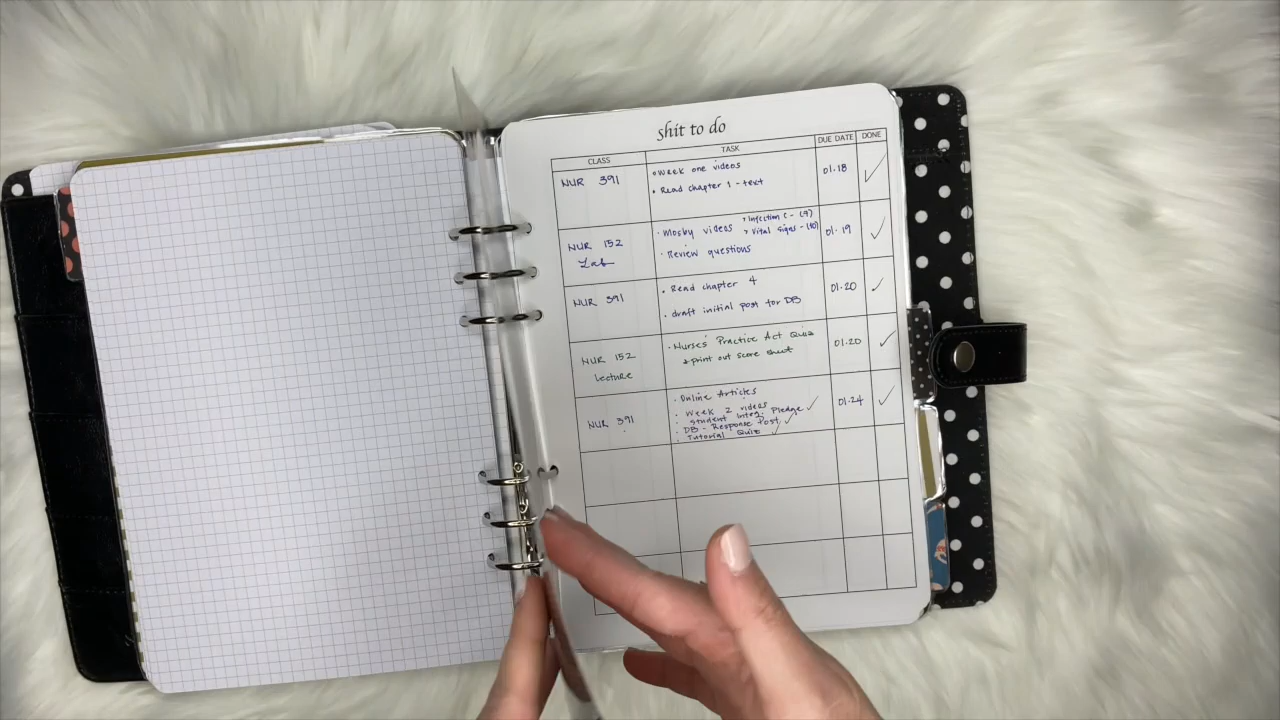 shit to do
CLASS TASK DUE DATE DONE
NUR 391
• Week one videos
• Read chapter 1 - text
01.18
NUR 152
Lab
• Mosby videos
> Infection C - (9)
> Vital Signs - (10)
• Review questions
01.19
NUR 391
• Read chapter 4
• draft initial post for DB
01.20
NUR 152
Lecture
• Nurses Practice Act Quiz
print out score sheet
01.20
NUR 391
• Online Articles
• Week 2 videos
• Student Integ. Pledge ✓
• DB - Response Post ✓
• Tutorial Quiz ✓
01.24